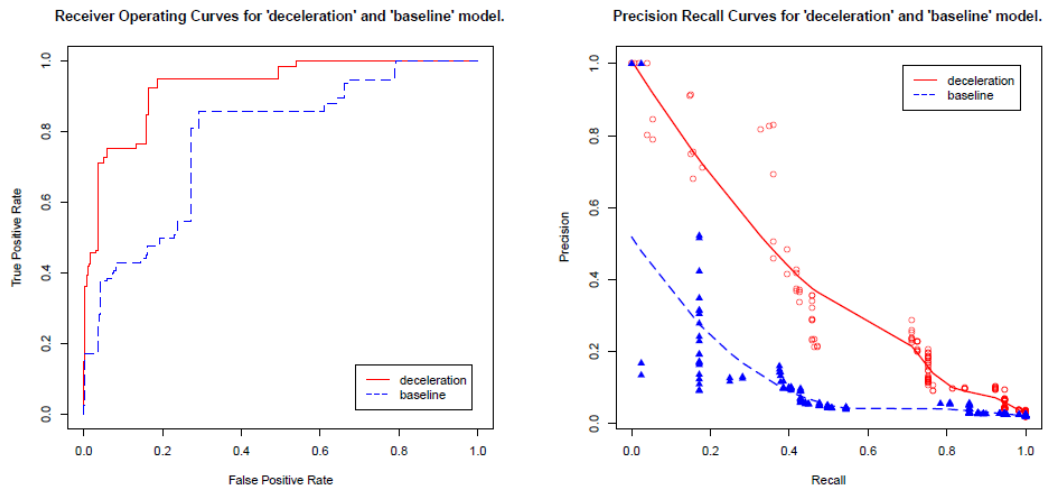 Receiver Operating Curves for 'deceleration' and 'baseline' model.
1.0
0.8
0.6
0.4
0.2
0.0
True Positive Rate
deceleration
baseline
0.0 0.2 0.4 0.6 0.8 1.0
False Positive Rate
Precision Recall Curves for 'deceleration' and 'baseline' model.
1.0
0.8
0.6
0.4
0.2
0.0
Precision
deceleration
baseline
0.0 0.2 0.4 0.6 0.8 1.0
Recall